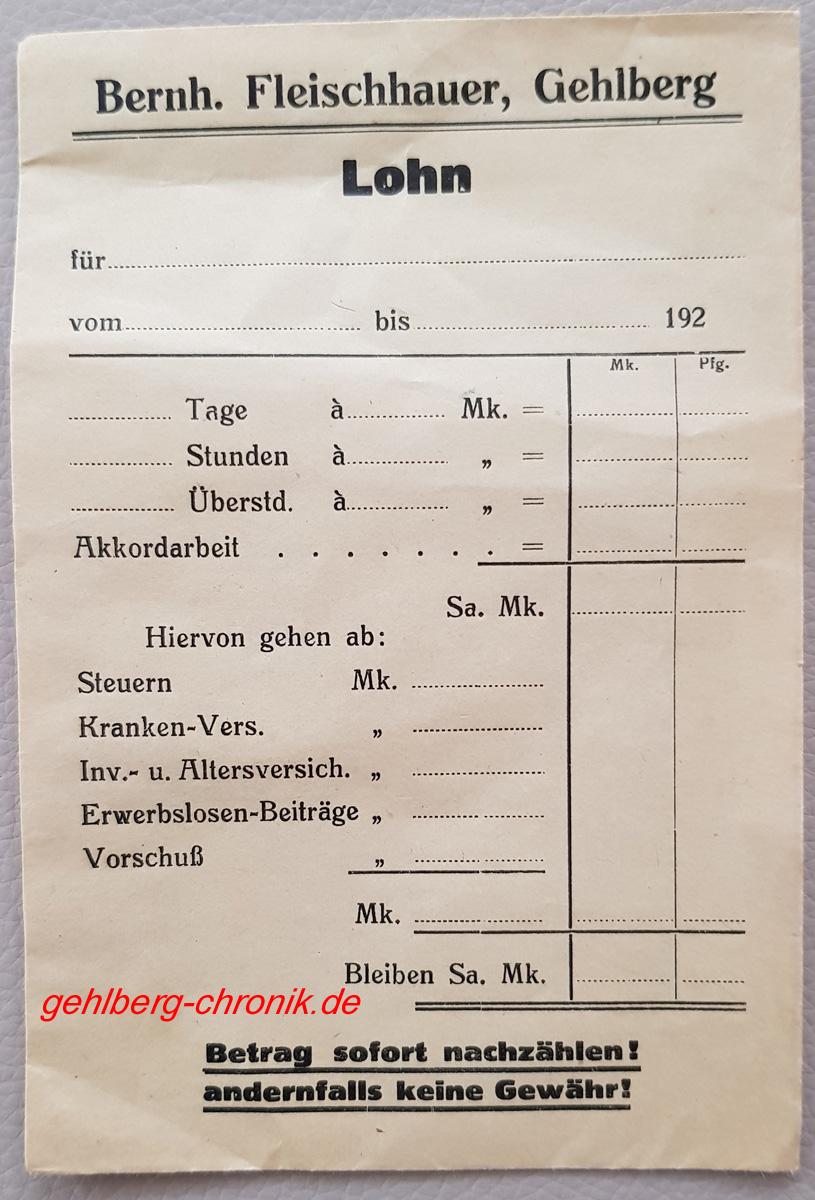 Bernh. Fleischhauer, Gehlberg
Lohn
für
vom bis 192
Mk. Pfg.
Tage à Mk. =
Stunden à „ =
Überstd. à „ =
Akkordarbeit . . . . . . . =
Sa. Mk.
Hiervon gehen ab:
Steuern Mk.
Kranken-Vers. „
Inv.- u. Altersversich. „
Erwerbslosen-Beiträge „
Vorschuß „
Mk.
Bleiben Sa. Mk.
gehlberg-chronik.de
Betrag sofort nachzählen!
andernfalls keine Gewähr!